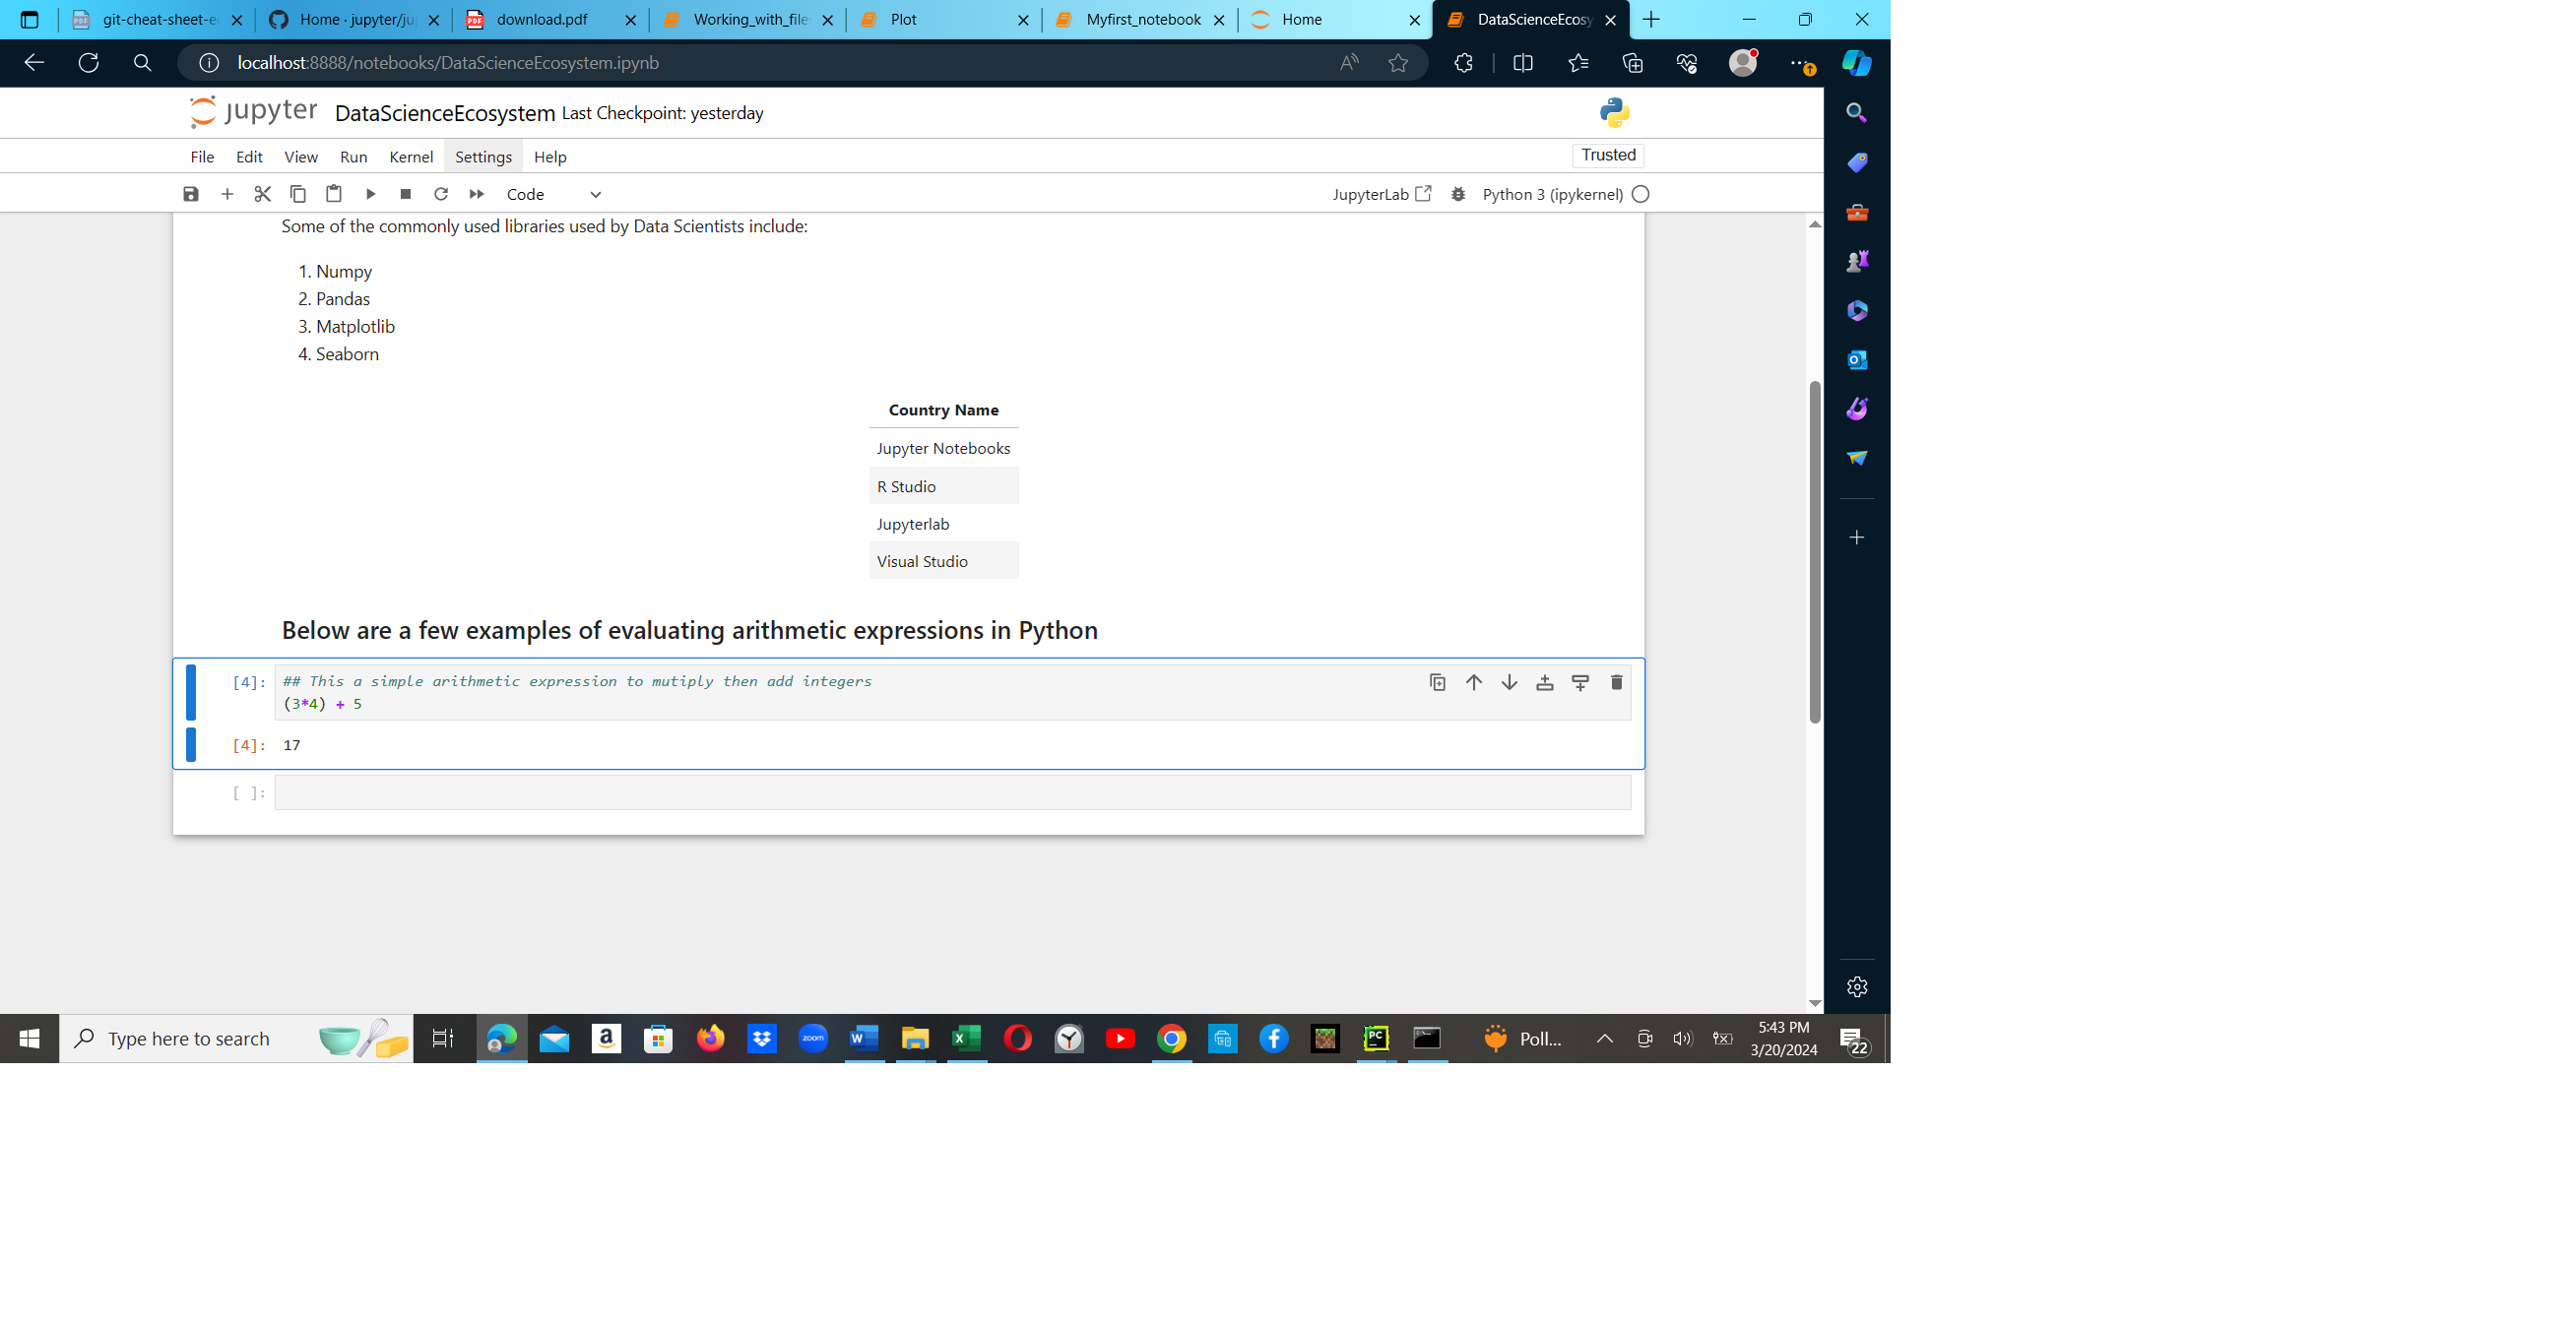 git-cheat-sheet-e
Home · jupyter/ju
download.pdf
Working_with_file
Plot
Myfirst_notebook
Home
DataScienceEcosy
localhost:8888/notebooks/DataScienceEcosystem.ipynb
jupyter DataScienceEcosystem Last Checkpoint: yesterday
File Edit View Run Kernel Settings Help Trusted
Code JupyterLab Python 3 (ipykernel)
Some of the commonly used libraries used by Data Scientists include:
1. Numpy
2. Pandas
3. Matplotlib
4. Seaborn
Country Name
Jupyter Notebooks
R Studio
Jupyterlab
Visual Studio
Below are a few examples of evaluating arithmetic expressions in Python
[4]: ## This a simple arithmetic expression to mutiply then add integers
(3*4) + 5
[4]: 17
[ ]:
Type here to search
zoom
Poll...
5:43 PM
3/20/2024
22